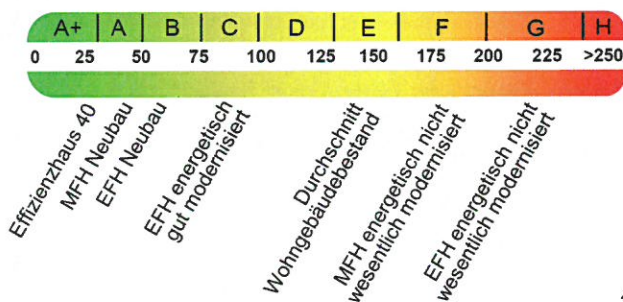 A+ A B C D E F G H
0 25 50 75 100 125 150 175 200 225 >250
Effizienzhaus 40
MFH Neubau
EFH Neubau
EFH energetisch
gut modernisiert
Durchschnitt
Wohngebäudebestand
MFH energetisch nicht
wesentlich modernisiert
EFH energetisch nicht
wesentlich modernisiert